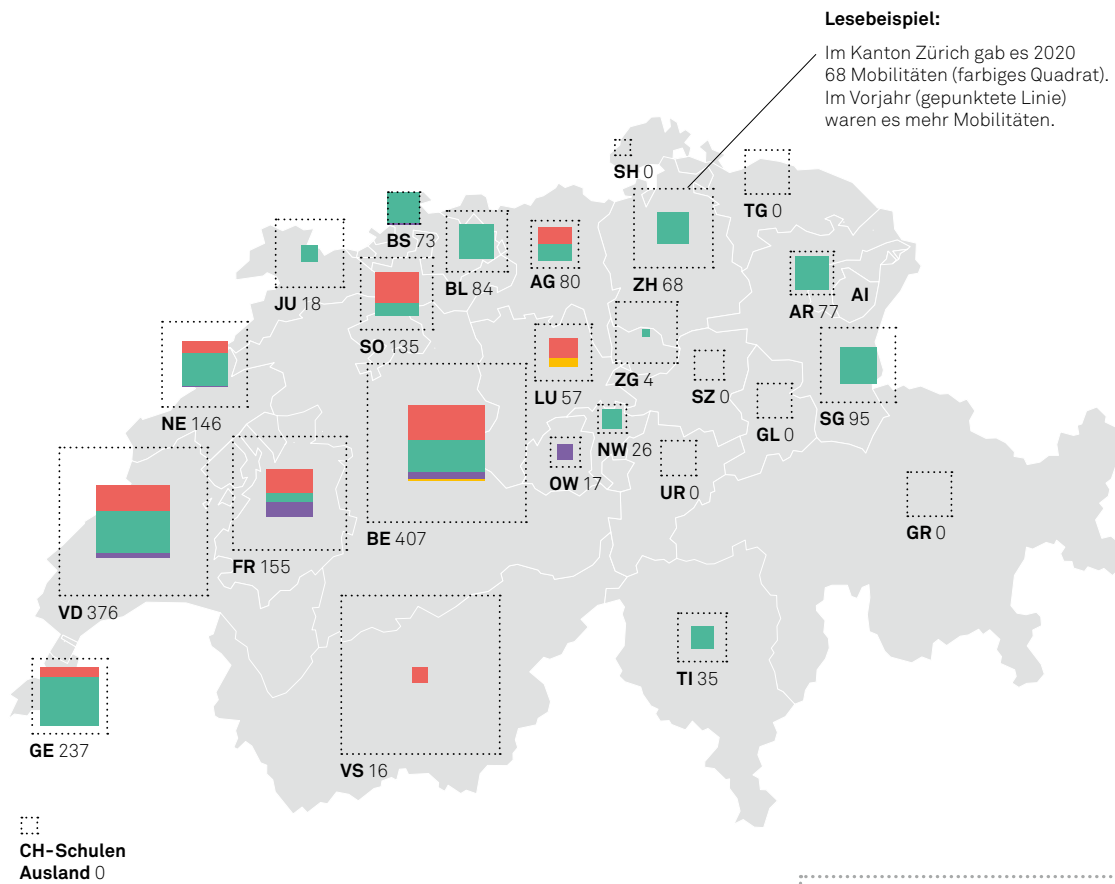 Lesebeispiel:
Im Kanton Zürich gab es 2020
68 Mobilitäten (farbiges Quadrat).
Im Vorjahr (gepunktete Linie)
waren es mehr Mobilitäten.
SH 0
TG 0
BS 73
BL 84
AG 80
ZH 68
AI
AR 77
JU 18
SO 135
LU 57
ZG 4
SZ 0
GL 0
SG 95
NE 146
NW 26
OW 17
UR 0
GR 0
BE 407
FR 155
VD 376
TI 35
GE 237
VS 16
CH-Schulen
Ausland 0